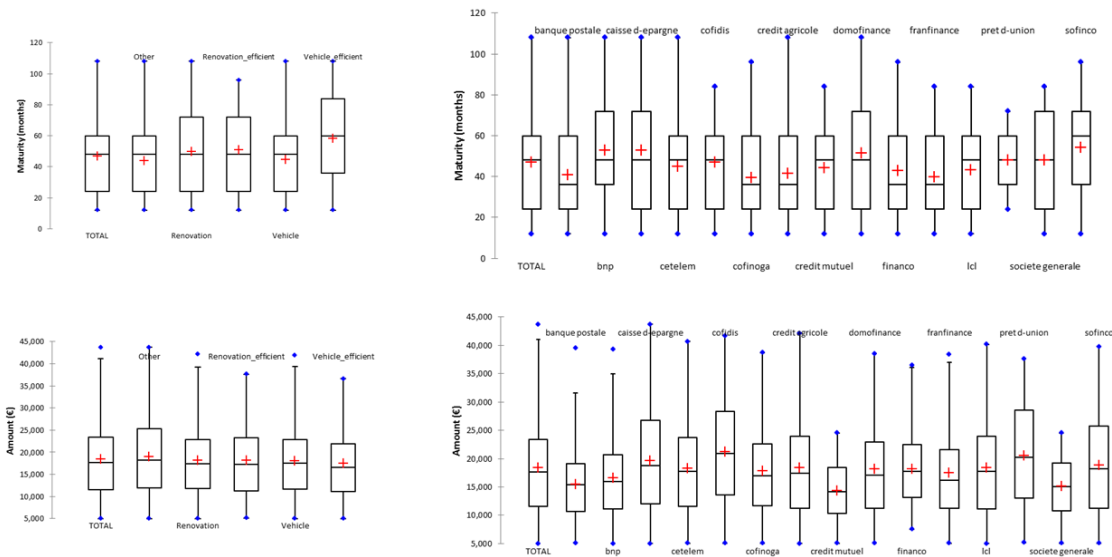 120
100
80
60
40
20
0
Maturity (months)
Other
Renovation_efficient
Vehicle_efficient
TOTAL
Renovation
Vehicle
120
100
80
60
40
20
0
Maturity (months)
banque postale
caisse d-epargne
cofidis
credit agricole
domofinance
franfinance
pret d-union
sofinco
TOTAL
bnp
cetelem
cofinoga
credit mutuel
financo
lcl
societe generale
45,000
40,000
35,000
30,000
25,000
20,000
15,000
10,000
5,000
Amount (€)
Other
Renovation_efficient
Vehicle_efficient
TOTAL
Renovation
Vehicle
45,000
40,000
35,000
30,000
25,000
20,000
15,000
10,000
5,000
Amount (€)
banque postale
caisse d-epargne
cofidis
credit agricole
domofinance
franfinance
pret d-union
sofinco
TOTAL
bnp
cetelem
cofinoga
credit mutuel
financo
lcl
societe generale